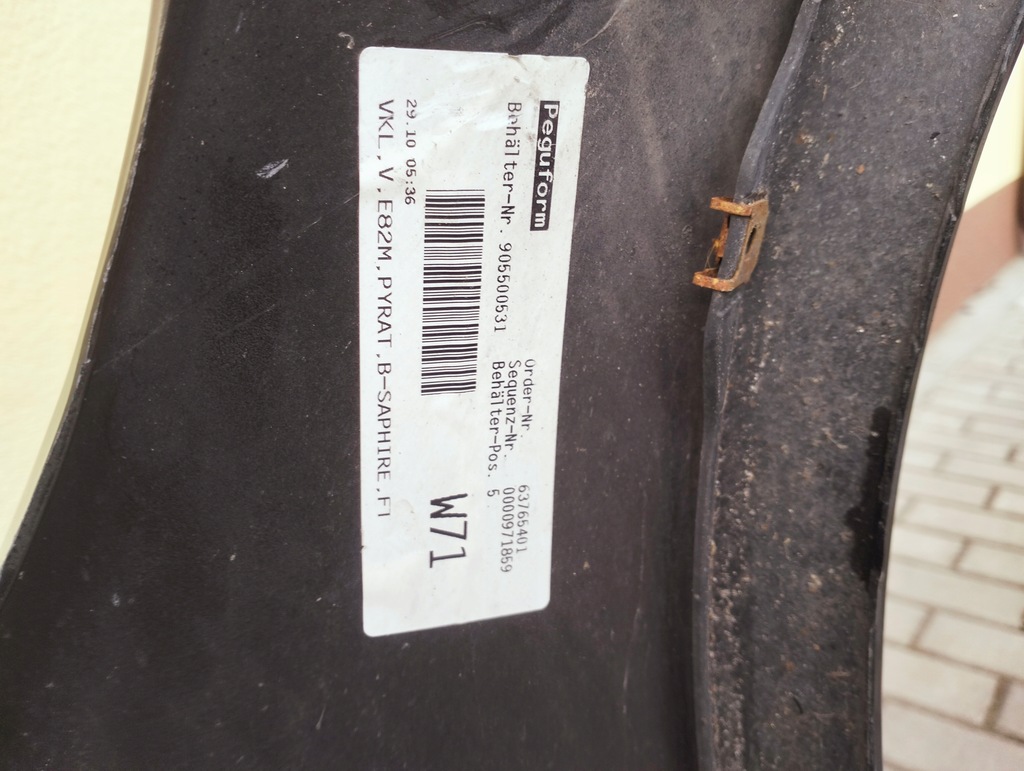 Peguform
Behälter-Nr. 905500531
Order-Nr. 63765401
Sequenz-Nr. 0000971869
Behälter-Pos. 5
W71
29.10 05:36
VKL,V,E82M,PYRAT,B-SAPHIRE,F1